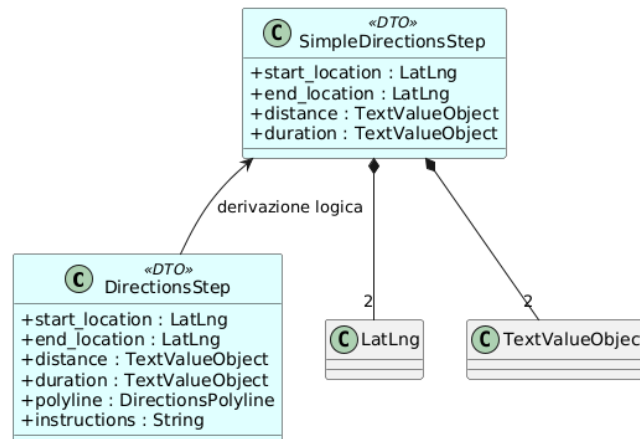 C
«DTO»
SimpleDirectionsStep
+start_location : LatLng
+end_location : LatLng
+distance : TextValueObject
+duration : TextValueObject
derivazione logica
C
«DTO»
DirectionsStep
+start_location : LatLng
+end_location : LatLng
+distance : TextValueObject
+duration : TextValueObject
+polyline : DirectionsPolyline
+instructions : String
2
2
C LatLng
C TextValueObjec